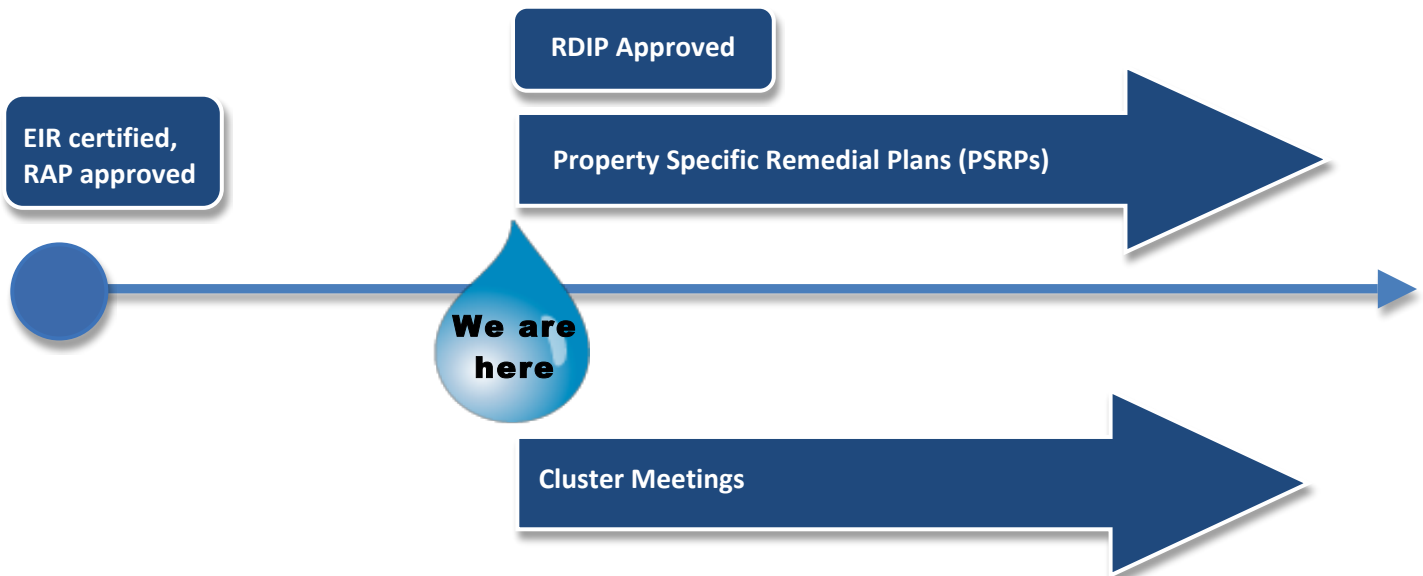 RDIP Approved
EIR certified,
RAP approved
Property Specific Remedial Plans (PSRPs)
We are
here
Cluster Meetings